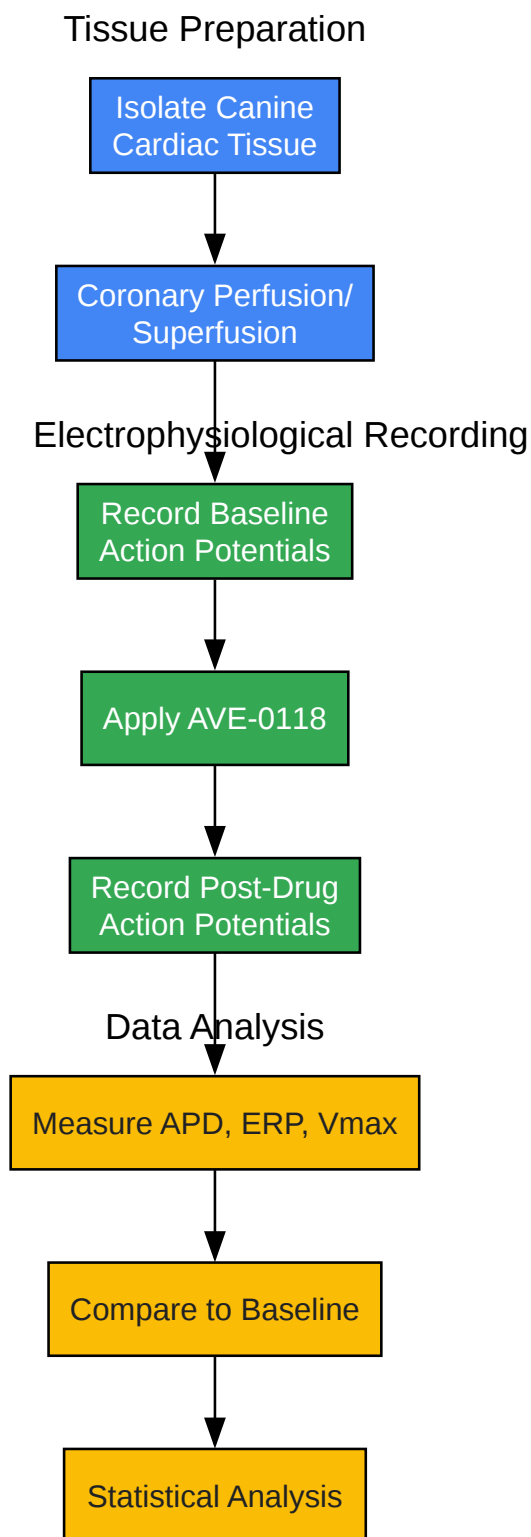 Tissue Preparation
Isolate Canine
Cardiac Tissue
Coronary Perfusion/
Superfusion
Electrophysiological Recording
Record Baseline
Action Potentials
Apply AVE-0118
Record Post-Drug
Action Potentials
Data Analysis
Measure APD, ERP, Vmax
Compare to Baseline
Statistical Analysis